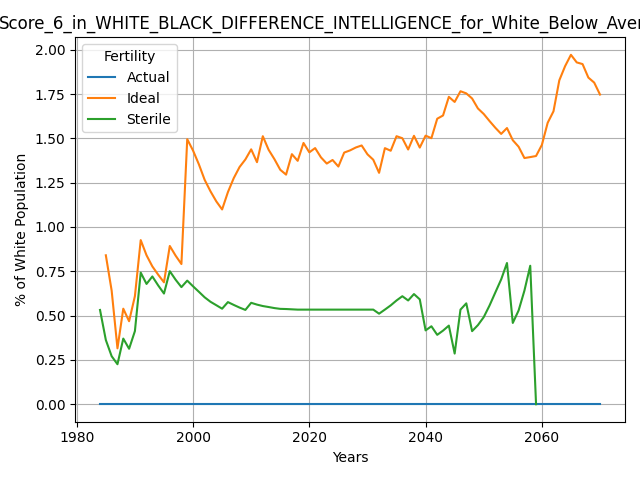 Score_6_in_WHITE_BLACK_DIFFERENCE_INTELLIGENCE_for_White_Below_Aver
Fertility
Actual
Ideal
Sterile
% of White Population
2.00
1.75
1.50
1.25
1.00
0.75
0.50
0.25
0.00
1980 2000 2020 2040 2060
Years